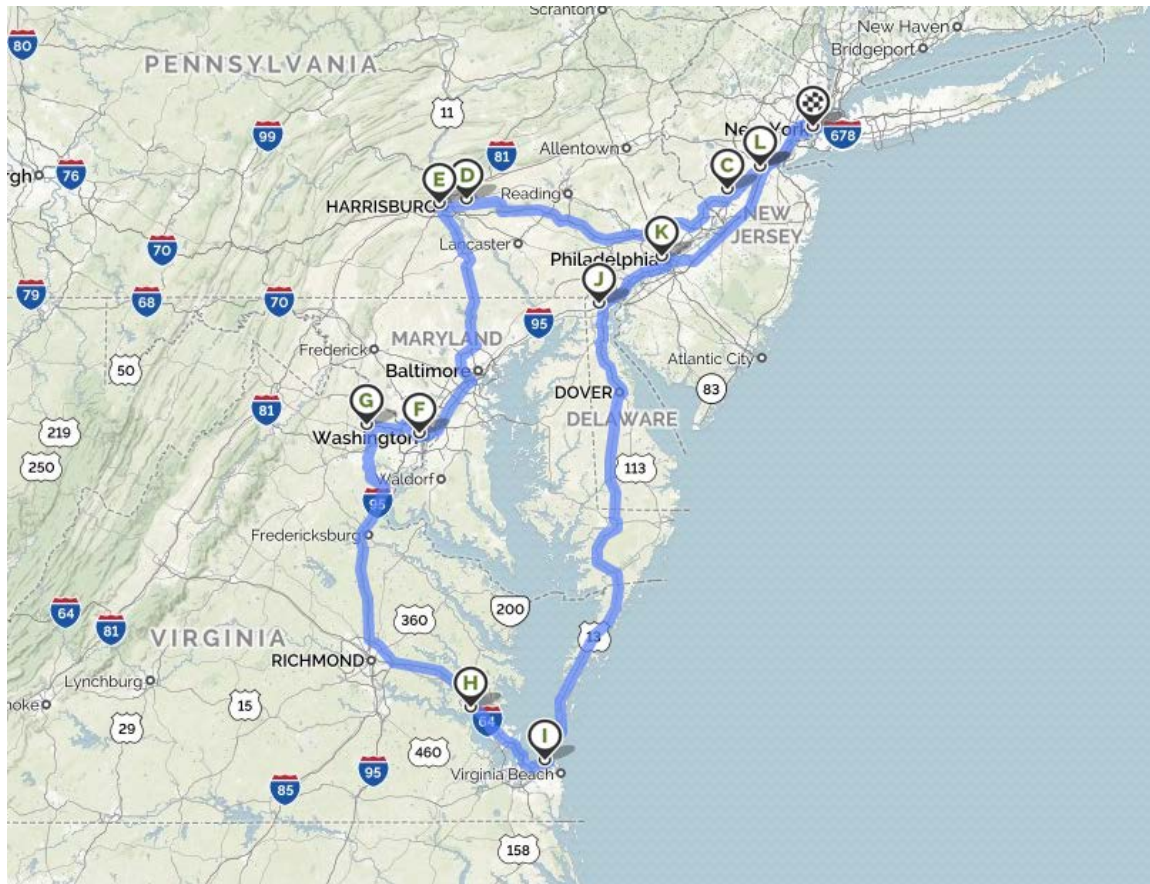 Scranton
New Haven
80
Bridgeport
PENNSYLVANIA
11
99
New York
678
81
Allentown
L
76
rgh
C
E
D
Reading
HARRISBURG
NEW
JERSEY
K
70
Lancaster
Philadelphia
J
79
68
70
95
MARYLAND
Frederick
Atlantic City
50
Baltimore
83
DOVER
G
F
81
DELAWARE
219
Washington
250
113
Waldorf
95
Fredericksburg
64
200
81
360
13
VIRGINIA
RICHMOND
Lynchburg
H
noke
15
64
29
I
460
95
Virginia Beach
85
158